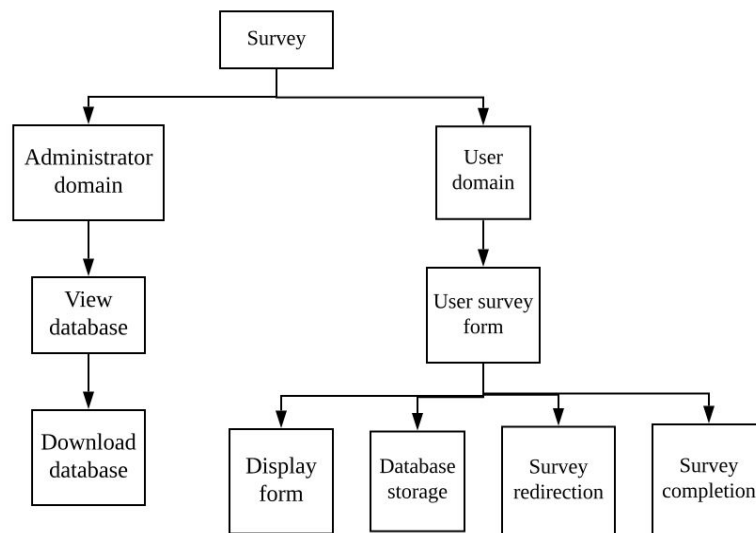 Survey
Administrator
domain
User
domain
View
database
User survey
form
Download
database
Display
form
Database
storage
Survey
redirection
Survey
completion